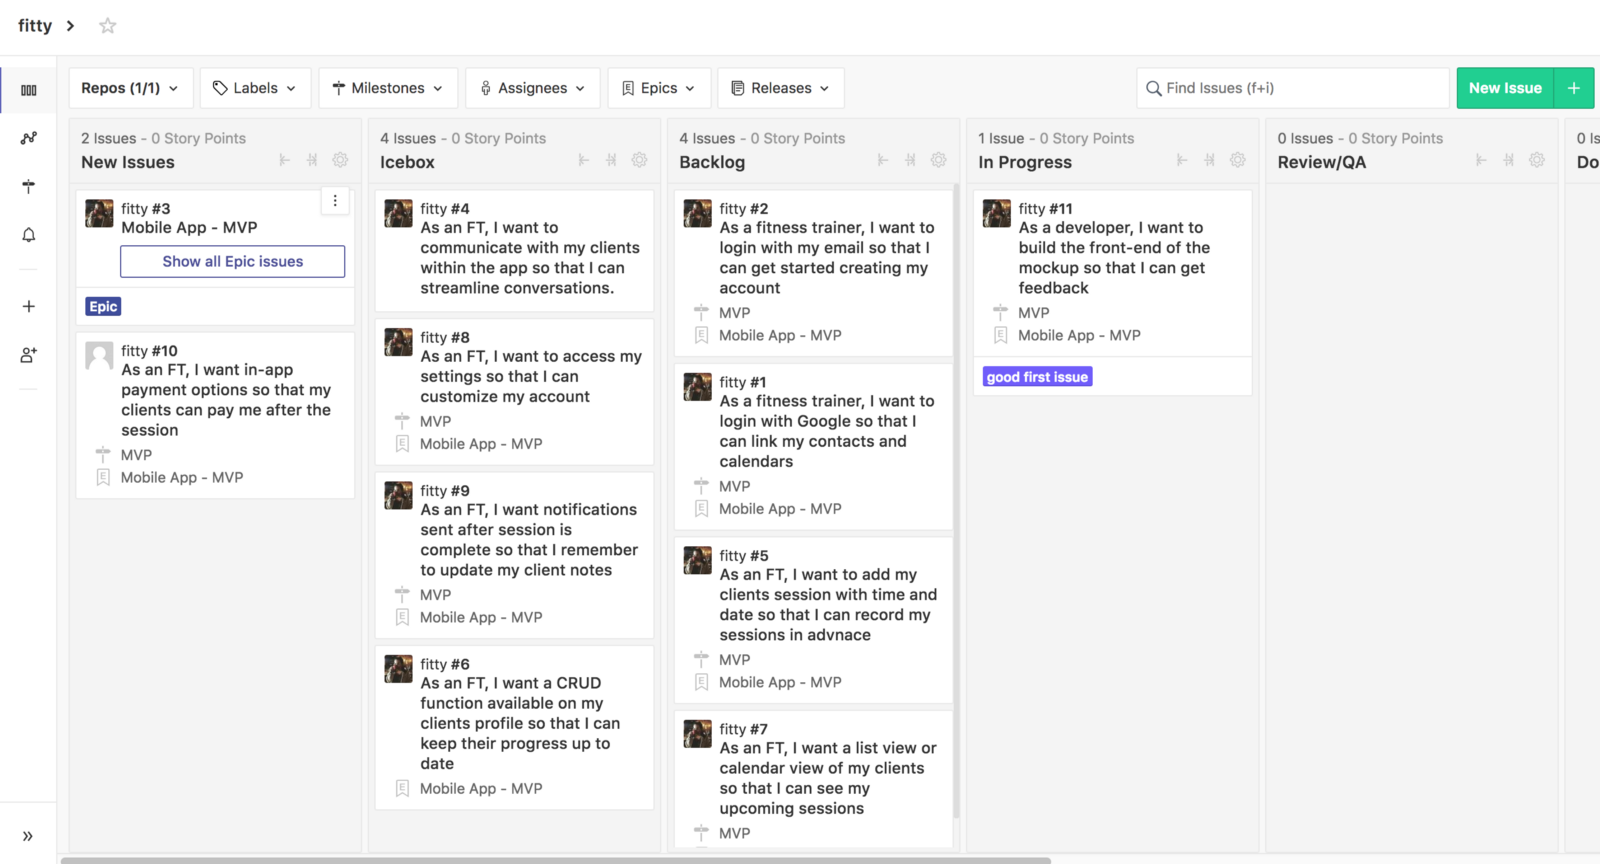 fitty
Repos (1/1)
Labels
Milestones
Assignees
Epics
Releases
Find Issues (f+i)
New Issue
+
2 Issues - 0 Story Points
New Issues
fitty #3
Mobile App - MVP
Show all Epic issues
Epic
fitty #10
As an FT, I want in-app
payment options so that my
clients can pay me after the
session
MVP
Mobile App - MVP
4 Issues - 0 Story Points
Icebox
fitty #4
As an FT, I want to
communicate with my clients
within the app so that I can
streamline conversations.
fitty #8
As an FT, I want to access my
settings so that I can
customize my account
MVP
Mobile App - MVP
fitty #9
As an FT, I want notifications
sent after session is
complete so that I remember
to update my client notes
MVP
Mobile App - MVP
fitty #6
As an FT, I want a CRUD
function available on my
clients profile so that I can
keep their progress up to
date
Mobile App - MVP
4 Issues - 0 Story Points
Backlog
fitty #2
As a fitness trainer, I want to
login with my email so that I
can get started creating my
account
MVP
Mobile App - MVP
fitty #1
As a fitness trainer, I want to
login with Google so that I
can link my contacts and
calendars
MVP
Mobile App - MVP
fitty #5
As an FT, I want to add my
clients session with time and
date so that I can record my
sessions in advnace
MVP
Mobile App - MVP
fitty #7
As an FT, I want a list view or
calendar view of my clients
so that I can see my
upcoming sessions
MVP
1 Issue - 0 Story Points
In Progress
fitty #11
As a developer, I want to
build the front-end of the
mockup so that I can get
feedback
MVP
Mobile App - MVP
good first issue
0 Issues - 0 Story Points
Review/QA
0 Is
Do